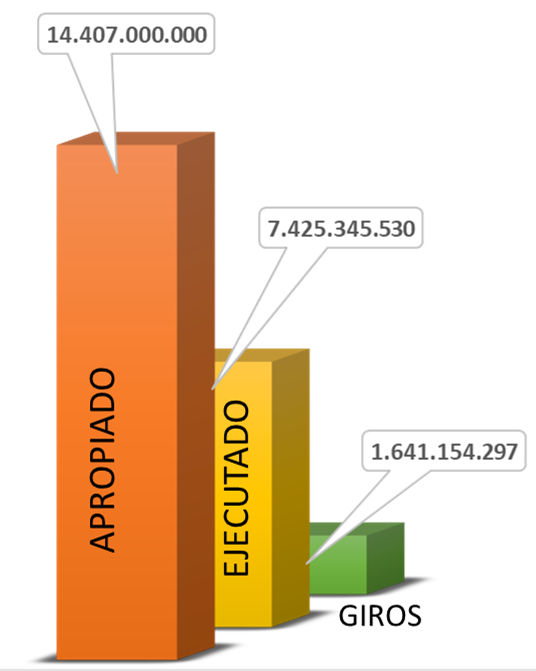 14.407.000.000
7.425.345.530
1.641.154.297
APROPIADO
EJECUTADO
GIROS